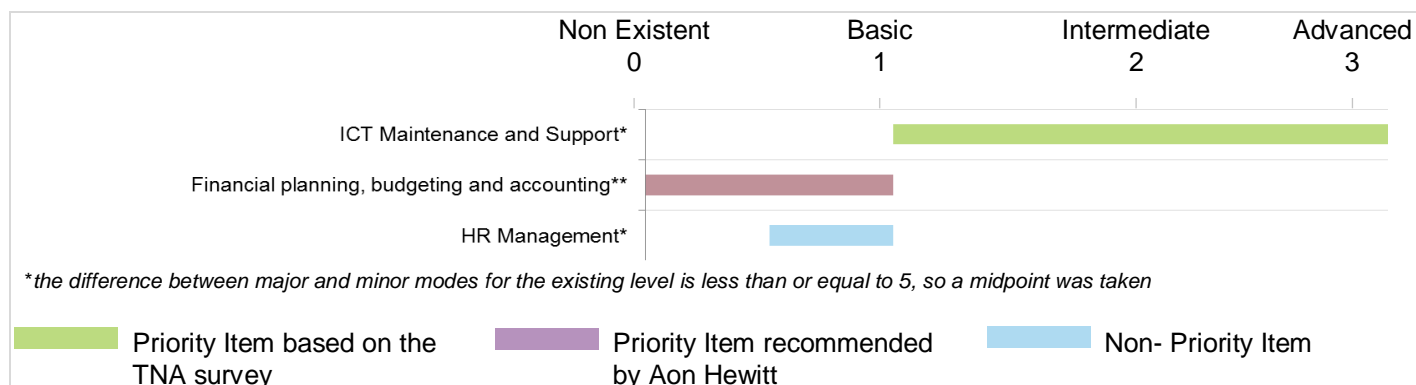 Non Existent Basic Intermediate Advanced
0 1 2 3
ICT Maintenance and Support*
Financial planning, budgeting and accounting**
HR Management*
*the difference between major and minor modes for the existing level is less than or equal to 5, so a midpoint was taken
Priority Item based on the
TNA survey
Priority Item recommended
by Aon Hewitt
Non- Priority Item